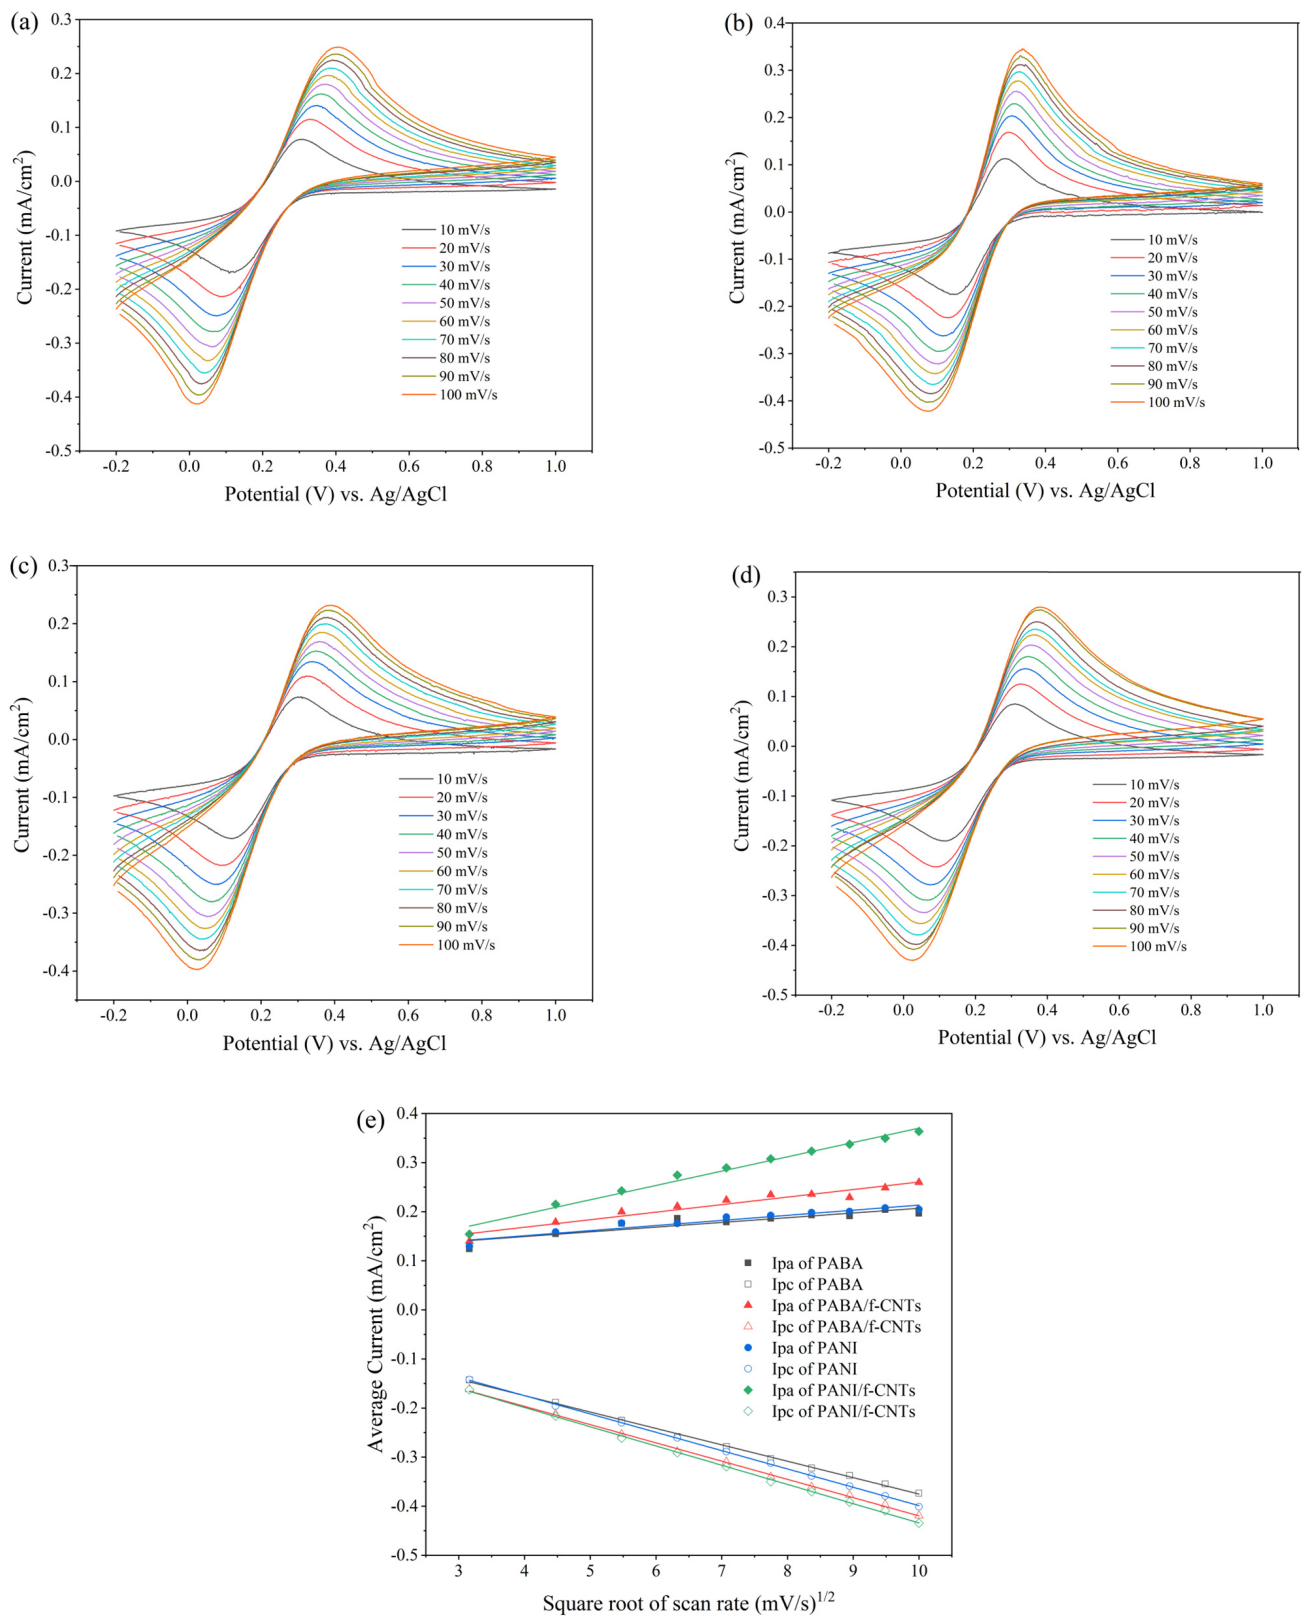 (a)
0.3
0.2
0.1
0.0
-0.1
-0.2
-0.3
-0.4
-0.5
Current (mA/cm²)
10 mV/s
20 mV/s
30 mV/s
40 mV/s
50 mV/s
60 mV/s
70 mV/s
80 mV/s
90 mV/s
100 mV/s
-0.2 0.0 0.2 0.4 0.6 0.8 1.0
Potential (V) vs. Ag/AgCl
(b)
0.4
0.3
0.2
0.1
0.0
-0.1
-0.2
-0.3
-0.4
-0.5
Current (mA/cm²)
10 mV/s
20 mV/s
30 mV/s
40 mV/s
50 mV/s
60 mV/s
70 mV/s
80 mV/s
90 mV/s
100 mV/s
-0.2 0.0 0.2 0.4 0.6 0.8 1.0
Potential (V) vs. Ag/AgCl
(c)
0.3
0.2
0.1
0.0
-0.1
-0.2
-0.3
-0.4
Current (mA/cm²)
10 mV/s
20 mV/s
30 mV/s
40 mV/s
50 mV/s
60 mV/s
70 mV/s
80 mV/s
90 mV/s
100 mV/s
-0.2 0.0 0.2 0.4 0.6 0.8 1.0
Potential (V) vs. Ag/AgCl
(d)
0.3
0.2
0.1
0.0
-0.1
-0.2
-0.3
-0.4
-0.5
Current (mA/cm²)
10 mV/s
20 mV/s
30 mV/s
40 mV/s
50 mV/s
60 mV/s
70 mV/s
80 mV/s
90 mV/s
100 mV/s
-0.2 0.0 0.2 0.4 0.6 0.8 1.0
Potential (V) vs. Ag/AgCl
(e)
0.4
0.3
0.2
0.1
0.0
-0.1
-0.2
-0.3
-0.4
-0.5
Average Current (mA/cm²)
Ipa of PABA
Ipc of PABA
Ipa of PABA/f-CNTs
Ipc of PABA/f-CNTs
Ipa of PANI
Ipc of PANI
Ipa of PANI/f-CNTs
Ipc of PANI/f-CNTs
3 4 5 6 7 8 9 10
Square root of scan rate (mV/s)^1/2